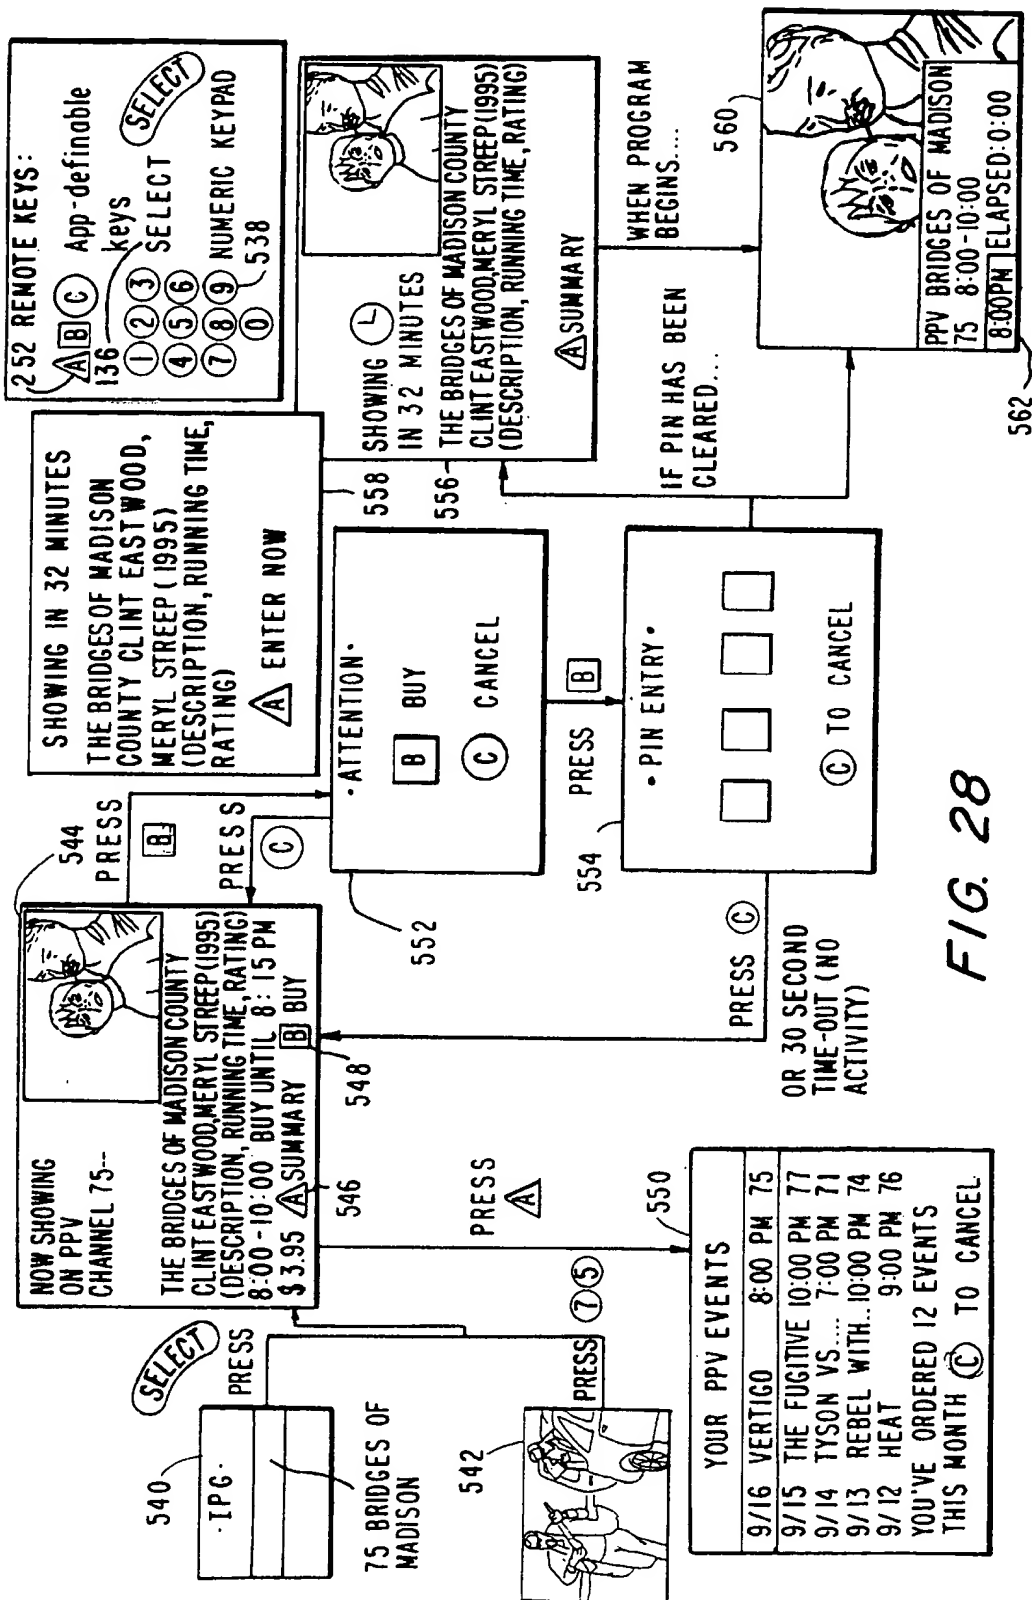 252 REMOTE KEYS:
A B C App-definable
keys
136
1 2 3 SELECT
SELECT
4 5 6
7 8 9 NUMERIC KEYPAD
0
538
SHOWING IN 32 MINUTES
THE BRIDGES OF MADISON
COUNTY CLINT EASTWOOD,
MERYL STREEP (1995)
(DESCRIPTION, RUNNING TIME,
RATING)
A ENTER NOW
558
SHOWING
IN 32 MINUTES
THE BRIDGES OF MADISON COUNTY
CLINT EASTWOOD,MERYL STREEP(1995)
(DESCRIPTION, RUNNING TIME, RATING)
A SUMMARY
556
544
NOW SHOWING
ON PPV
CHANNEL 75--
THE BRIDGES OF MADISON COUNTY
CLINT EASTWOOD,MERYL STREEP(1995)
(DESCRIPTION, RUNNING TIME, RATING)
8:00-10:00 BUY UNTIL 8:15PM
$3.95 A SUMMARY B BUY
546
548
PRESS
B
PRESS
C
·ATTENTION·
B BUY
C CANCEL
552
PRESS B
554
·PIN ENTRY·
C TO CANCEL
PRESS C
OR 30 SECOND
TIME-OUT (NO
ACTIVITY)
IF PIN HAS BEEN
CLEARED....
WHEN PROGRAM
BEGINS....
560
PPV BRIDGES OF MADISON
75 8:00-10:00
8:00PM ELAPSED:0:00
562
SELECT
PRESS
540
·IPG·
75 BRIDGES OF
MADISON
542
PRESS 7 5
PRESS A
550
YOUR PPV EVENTS
9/16 VERTIGO 8:00 PM 75
9/15 THE FUGITIVE 10:00 PM 77
9/14 TYSON VS..... 7:00 PM 71
9/13 REBEL WITH..10:00 PM 74
9/12 HEAT 9:00 PM 76
YOU'VE ORDERED 12 EVENTS
THIS MONTH C TO CANCEL
FIG. 28